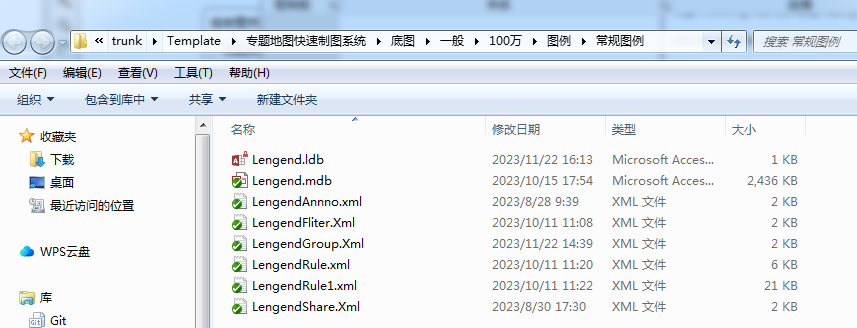 « trunk ▸ Template ▸ 专题地图快速制图系统 ▸ 底图 ▸ 一般 ▸ 100万 ▸ 图例 ▸ 常规图例 搜索 常规图例
文件(F) 编辑(E) 查看(V) 工具(T) 帮助(H)
组织 包含到库中 共享 新建文件夹
名称 修改日期 类型 大小
收藏夹
下载
桌面
最近访问的位置
WPS云盘
库
Git
Lengend.ldb 2023/11/22 16:13 Microsoft Acces... 1 KB
Lengend.mdb 2023/10/15 17:54 Microsoft Acces... 2,436 KB
LengendAnnno.xml 2023/8/28 9:39 XML 文件 2 KB
LengendFliter.Xml 2023/10/11 11:08 XML 文件 2 KB
LengendGroup.Xml 2023/11/22 14:39 XML 文件 2 KB
LengendRule.xml 2023/10/11 11:20 XML 文件 6 KB
LengendRule1.xml 2023/10/11 11:22 XML 文件 21 KB
LengendShare.Xml 2023/8/30 17:30 XML 文件 2 KB